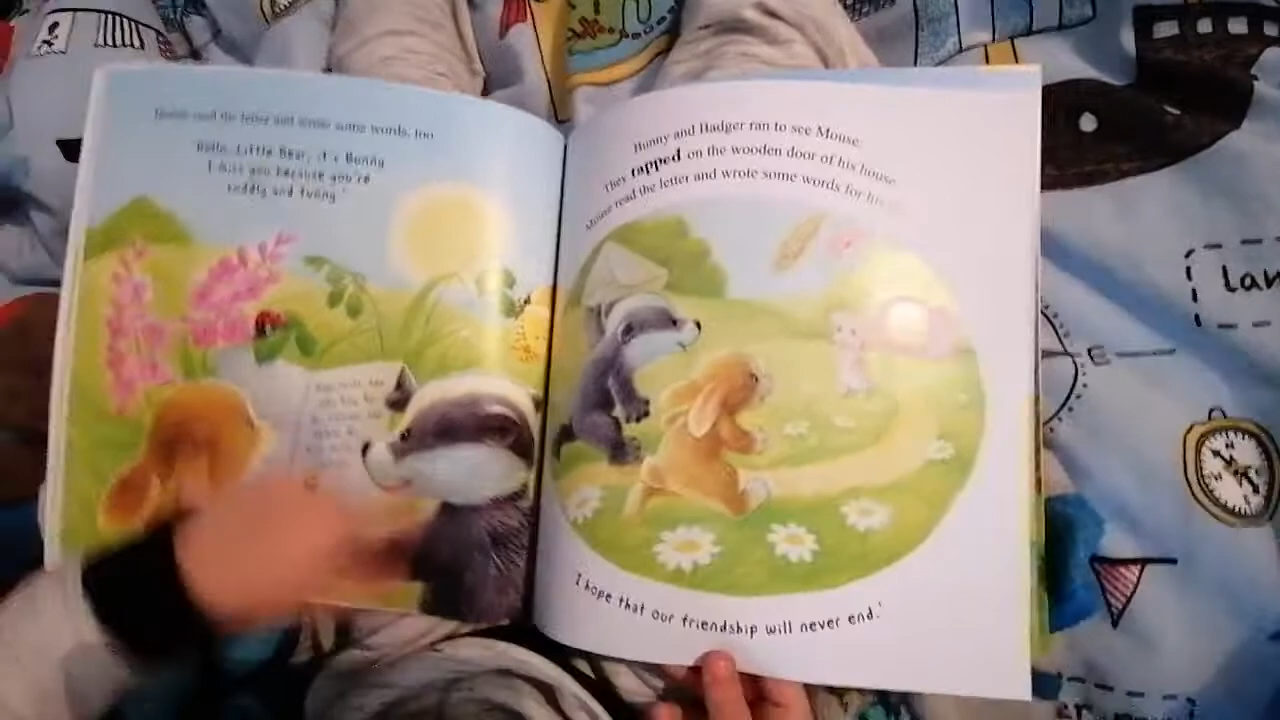 Bunny read the letter and wrote some words, too
'Hello, Little Bear, it's Bunny
I miss you because you're
cuddly and funny.'
Bunny and Badger ran to see Mouse.
They tapped on the wooden door of his house
Mouse read the letter and wrote some words for his
I hope that our friendship will never end.'
lan
E